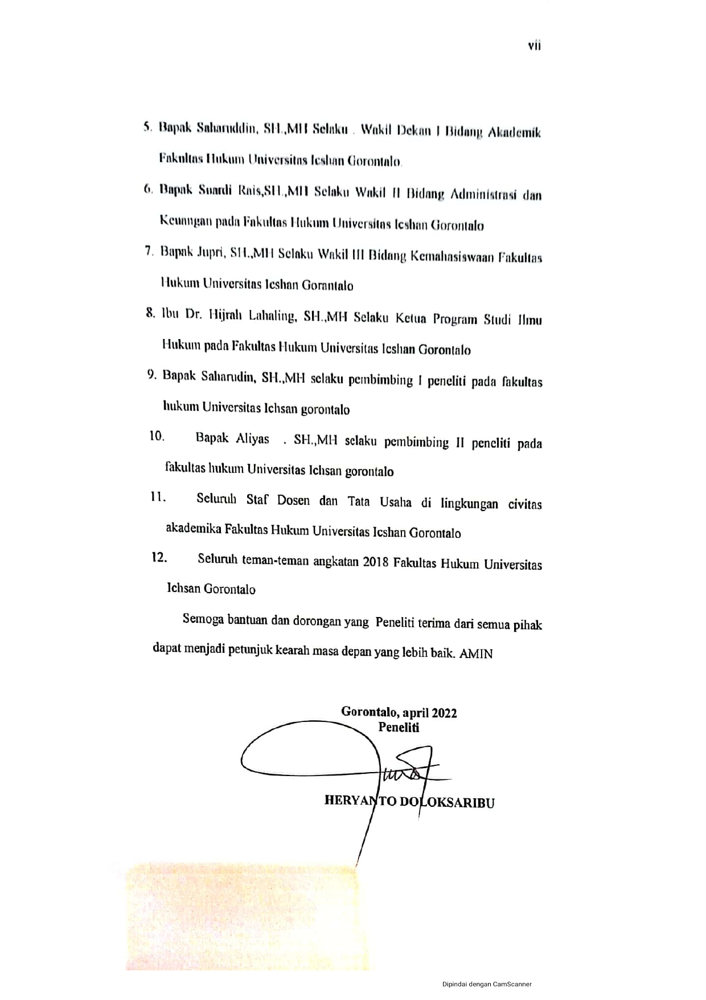 vii
5. Bapak Saharuddin, SH.,MH Selaku . Wakil Dekan I Bidang Akademik
Fakultas Hukum Universitas Icshan Gorontalo.
6. Bapak Suardi Rais,SH.,MH Selaku Wakil II Bidang Administrasi dan
Keuangan pada Fakultas Hukum Universitas Icshan Gorontalo
7. Bapak Jupri, SH.,MH Selaku Wakil III Bidang Kemahasiswaan Fakultas
Hukum Universitas Icshan Gorantalo
8. Ibu Dr. Hijrah Lahaling, SH.,MH Selaku Ketua Program Studi Ilmu
Hukum pada Fakultas Hukum Universitas Icshan Gorontalo
9. Bapak Saharudin, SH.,MH selaku pembimbing I peneliti pada fakultas
hukum Universitas Ichsan gorontalo
10. Bapak Aliyas . SH.,MH selaku pembimbing II peneliti pada
fakultas hukum Universitas Ichsan gorontalo
11. Seluruh Staf Dosen dan Tata Usaha di lingkungan civitas
akademika Fakultas Hukum Universitas Icshan Gorontalo
12. Seluruh teman-teman angkatan 2018 Fakultas Hukum Universitas
Ichsan Gorontalo
Semoga bantuan dan dorongan yang Peneliti terima dari semua pihak
dapat menjadi petunjuk kearah masa depan yang lebih baik. AMIN
Gorontalo, april 2022
Peneliti
HERYANTO DOLOKSARIBU
Dipindai dengan CamScanner